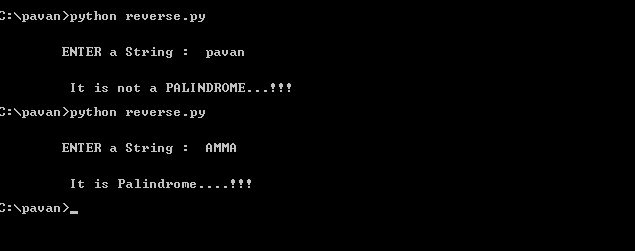 C:\pavan>python reverse.py
ENTER a String :  pavan
It is not a PALINDROME...!!!
C:\pavan>python reverse.py
ENTER a String :  AMMA
It is Palindrome....!!!
C:\pavan>_